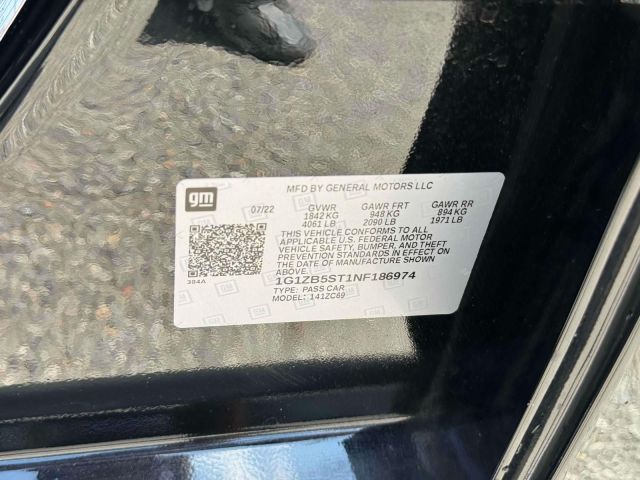 gm
MFD BY GENERAL MOTORS LLC
07/22 GVWR GAWR FRT GAWR RR
1842 KG 948 KG 894 KG
4061 LB 2090 LB 1971 LB
THIS VEHICLE CONFORMS TO ALL
APPLICABLE U.S. FEDERAL MOTOR
VEHICLE SAFETY, BUMPER, AND THEFT
PREVENTION STANDARDS IN EFFECT ON
THE DATE OF MANUFACTURE SHOWN
ABOVE.
384A
1G1ZB5ST1NF186974
TYPE: PASS CAR
MODEL: 141ZC69